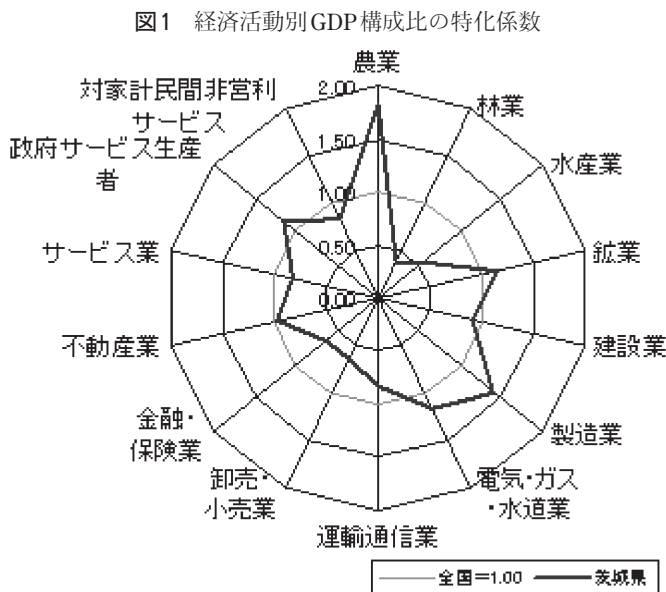 図1 経済活動別GDP構成比の特化係数
農業
林業
水産業
鉱業
建設業
製造業
電気・ガス
・水道業
運輸通信業
卸売・
小売業
金融・
保険業
不動産業
サービス業
政府サービス生産
者
対家計民間非営利
サービス
2.00
1.50
1.00
0.50
0.00
全国=1.00 茨城県